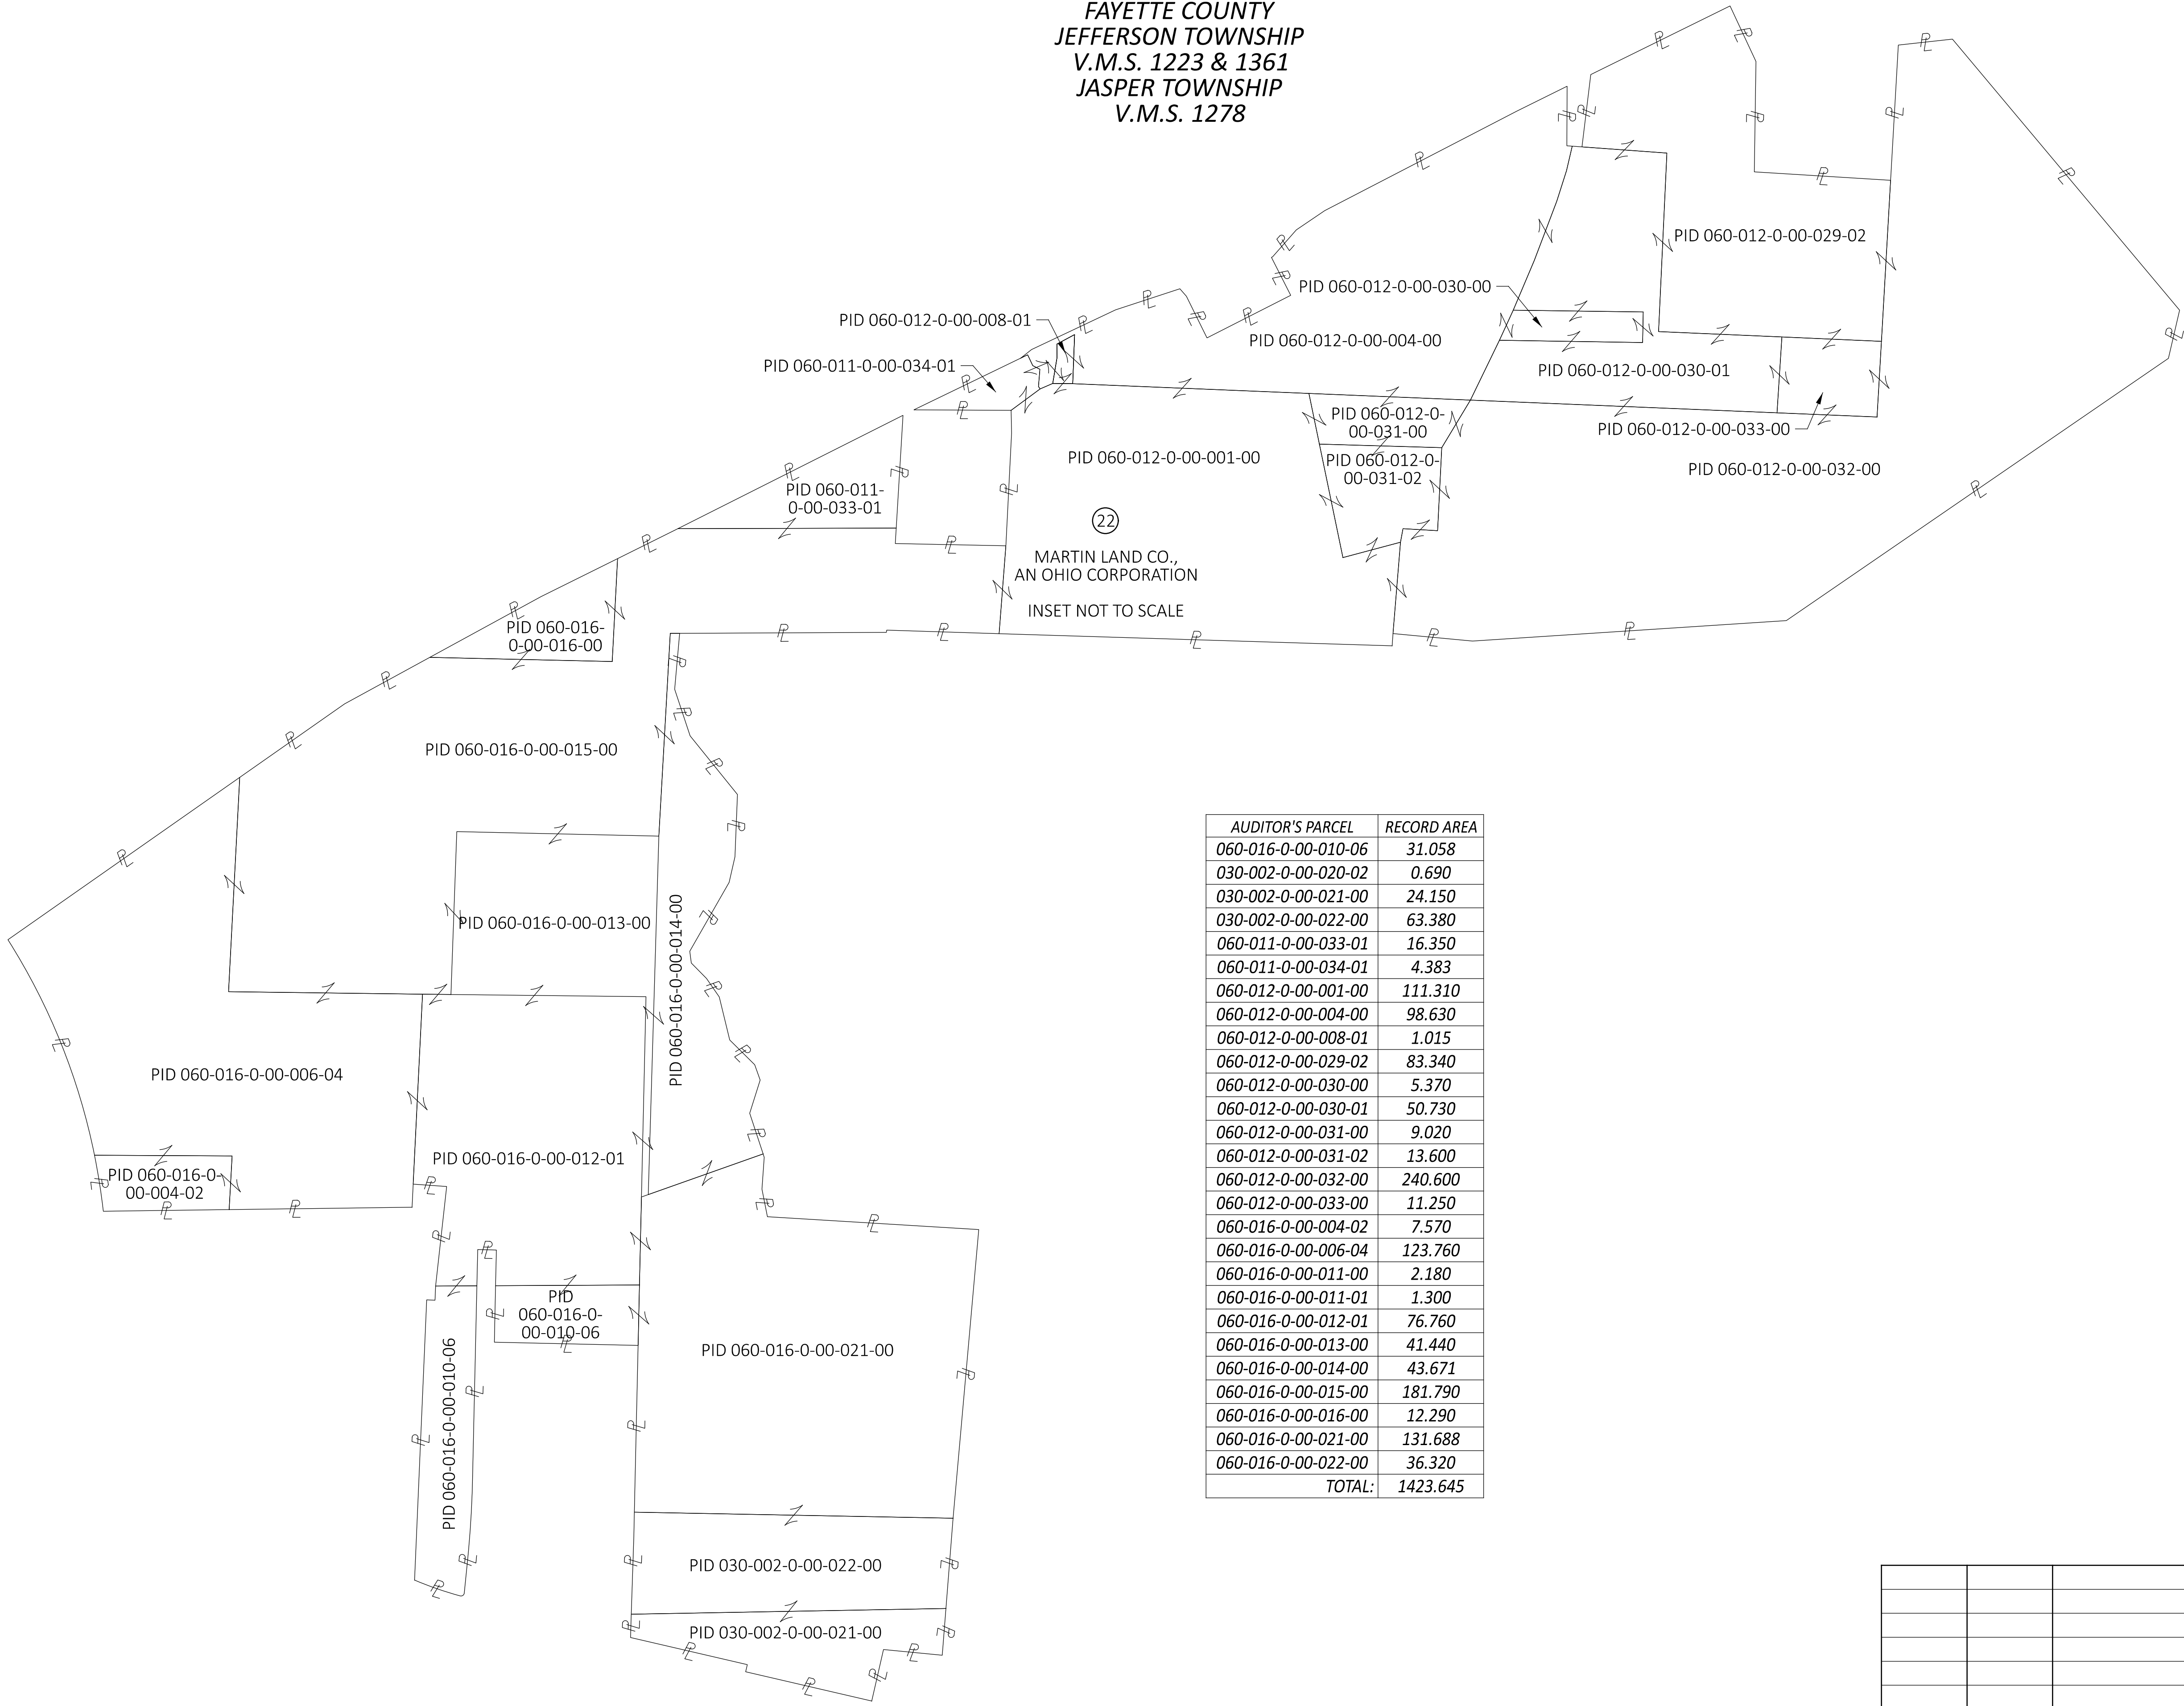 FAYETTE COUNTY
JEFFERSON TOWNSHIP
V.M.S. 1223 & 1361
JASPER TOWNSHIP
V.M.S. 1278
PID 060-012-0-00-029-02
PID 060-012-0-00-030-00
PID 060-012-0-00-008-01
PID 060-012-0-00-004-00
PID 060-011-0-00-034-01
PID 060-012-0-00-030-01
PID 060-012-0-
00-031-00
PID 060-012-0-00-033-00
PID 060-012-0-00-001-00
PID 060-012-0-
00-031-02
PID 060-012-0-00-032-00
PID 060-011-
0-00-033-01
22
MARTIN LAND CO.,
AN OHIO CORPORATION
INSET NOT TO SCALE
PID 060-016-
0-00-016-00
PID 060-016-0-00-015-00
PID 060-016-0-00-013-00
PID 060-016-0-00-014-00
PID 060-016-0-00-006-04
PID 060-016-0-00-012-01
PID 060-016-0-
00-004-02
PID
060-016-0-
00-010-06
PID 060-016-0-00-010-06
PID 060-016-0-00-021-00
PID 030-002-0-00-022-00
PID 030-002-0-00-021-00
AUDITOR'S PARCEL RECORD AREA
060-016-0-00-010-06 31.058
030-002-0-00-020-02 0.690
030-002-0-00-021-00 24.150
030-002-0-00-022-00 63.380
060-011-0-00-033-01 16.350
060-011-0-00-034-01 4.383
060-012-0-00-001-00 111.310
060-012-0-00-004-00 98.630
060-012-0-00-008-01 1.015
060-012-0-00-029-02 83.340
060-012-0-00-030-00 5.370
060-012-0-00-030-01 50.730
060-012-0-00-031-00 9.020
060-012-0-00-031-02 13.600
060-012-0-00-032-00 240.600
060-012-0-00-033-00 11.250
060-016-0-00-004-02 7.570
060-016-0-00-006-04 123.760
060-016-0-00-011-00 2.180
060-016-0-00-011-01 1.300
060-016-0-00-012-01 76.760
060-016-0-00-013-00 41.440
060-016-0-00-014-00 43.671
060-016-0-00-015-00 181.790
060-016-0-00-016-00 12.290
060-016-0-00-021-00 131.688
060-016-0-00-022-00 36.320
TOTAL: 1423.645